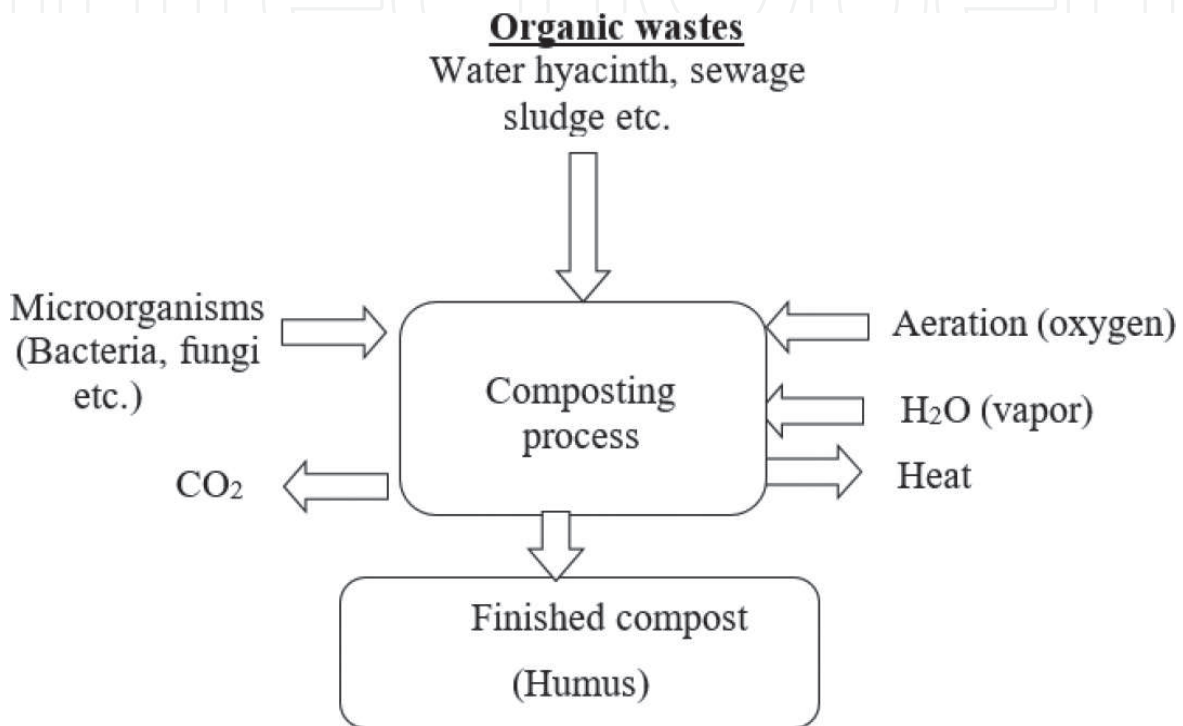 Organic wastes
Water hyacinth, sewage
sludge etc.
Microorganisms
(Bacteria, fungi
etc.)
Aeration (oxygen)
Composting
process
H₂O (vapor)
CO₂
Heat
Finished compost
(Humus)